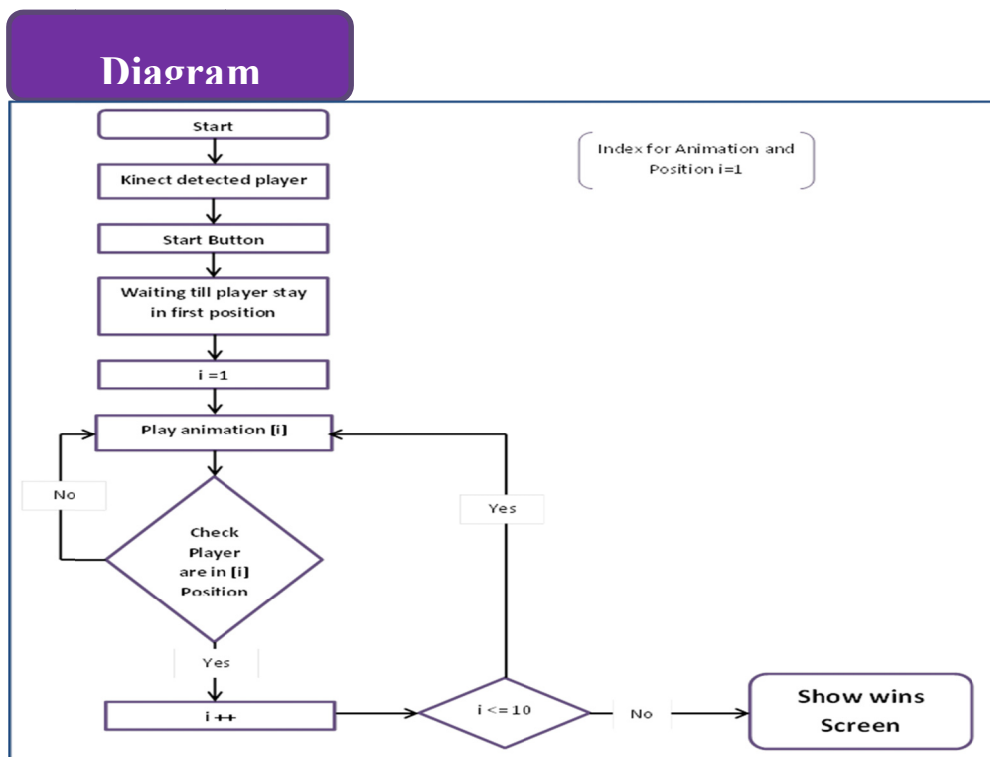 Diagram
Start
Index for Animation and
Position i=1
Kinect detected player
Start Button
Waiting till player stay
in first position
i =1
Play animation [i]
No
Yes
Check
Player
are in [i]
Position
Yes
i ++
i <= 10
No
Show wins
Screen